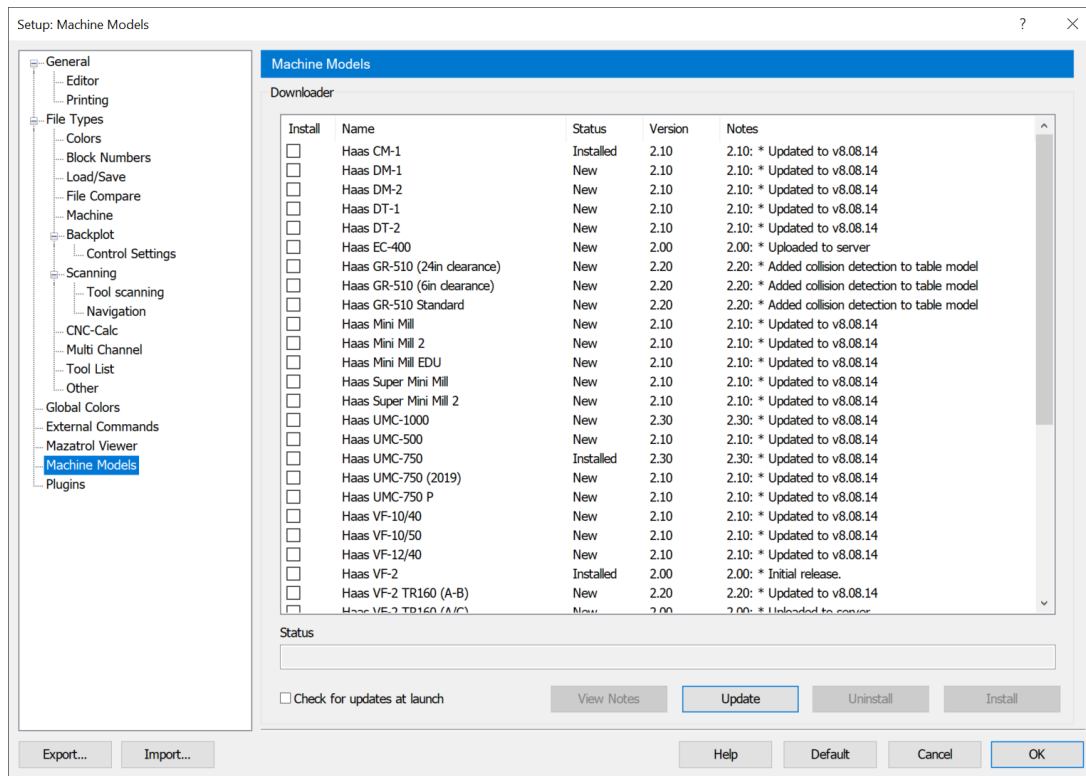 Setup: Machine Models
General
Editor
Printing
File Types
Colors
Block Numbers
Load/Save
File Compare
Machine
Backplot
Control Settings
Scanning
Tool scanning
Navigation
CNC-Calc
Multi Channel
Tool List
Other
Global Colors
External Commands
Mazatrol Viewer
Machine Models
Plugins
Machine Models
Downloader
Install Name Status Version Notes
Haas CM-1 Installed 2.10 2.10: * Updated to v8.08.14
Haas DM-1 New 2.10 2.10: * Updated to v8.08.14
Haas DM-2 New 2.10 2.10: * Updated to v8.08.14
Haas DT-1 New 2.10 2.10: * Updated to v8.08.14
Haas DT-2 New 2.10 2.10: * Updated to v8.08.14
Haas EC-400 New 2.00 2.00: * Uploaded to server
Haas GR-510 (24in clearance) New 2.20 2.20: * Added collision detection to table model
Haas GR-510 (6in clearance) New 2.20 2.20: * Added collision detection to table model
Haas GR-510 Standard New 2.20 2.20: * Added collision detection to table model
Haas Mini Mill New 2.10 2.10: * Updated to v8.08.14
Haas Mini Mill 2 New 2.10 2.10: * Updated to v8.08.14
Haas Mini Mill EDU New 2.10 2.10: * Updated to v8.08.14
Haas Super Mini Mill New 2.10 2.10: * Updated to v8.08.14
Haas Super Mini Mill 2 New 2.10 2.10: * Updated to v8.08.14
Haas UMC-1000 New 2.30 2.30: * Updated to v8.08.14
Haas UMC-500 New 2.10 2.10: * Updated to v8.08.14
Haas UMC-750 Installed 2.30 2.30: * Updated to v8.08.14
Haas UMC-750 (2019) New 2.10 2.10: * Updated to v8.08.14
Haas UMC-750 P New 2.10 2.10: * Updated to v8.08.14
Haas VF-10/40 New 2.10 2.10: * Updated to v8.08.14
Haas VF-10/50 New 2.10 2.10: * Updated to v8.08.14
Haas VF-12/40 New 2.10 2.10: * Updated to v8.08.14
Haas VF-2 Installed 2.00 2.00: * Initial release.
Haas VF-2 TR160 (A-B) New 2.20 2.20: * Updated to v8.08.14
Haas VF-2 TR160 (A/C) New 2.00 2.00: * Uploaded to server
Status
Check for updates at launch
View Notes
Update
Uninstall
Install
Export...
Import...
Help
Default
Cancel
OK